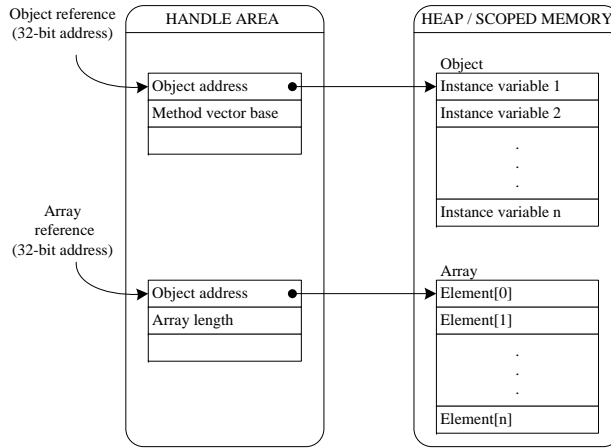 Object reference
(32-bit address)
HANDLE AREA
HEAP / SCOPED MEMORY
Object address
Method vector base
Object
Instance variable 1
Instance variable 2
.
.
.
Instance variable n
Array
reference
(32-bit address)
Object address
Array length
Array
Element[0]
Element[1]
.
.
.
Element[n]